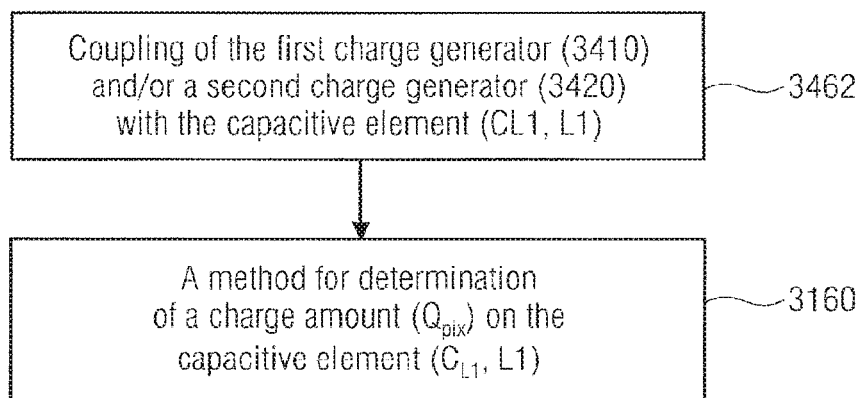 Coupling of the first charge generator (3410)
and/or a second charge generator (3420)
with the capacitive element (CL1, L1)
3462
A method for determination
of a charge amount (Qpix) on the
capacitive element (CL1, L1)
3160